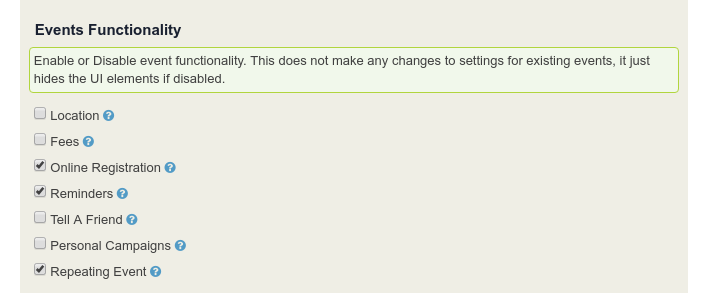 Events Functionality
Enable or Disable event functionality. This does not make any changes to settings for existing events, it just
hides the UI elements if disabled.
Location ?
Fees ?
Online Registration ?
Reminders ?
Tell A Friend ?
Personal Campaigns ?
Repeating Event ?